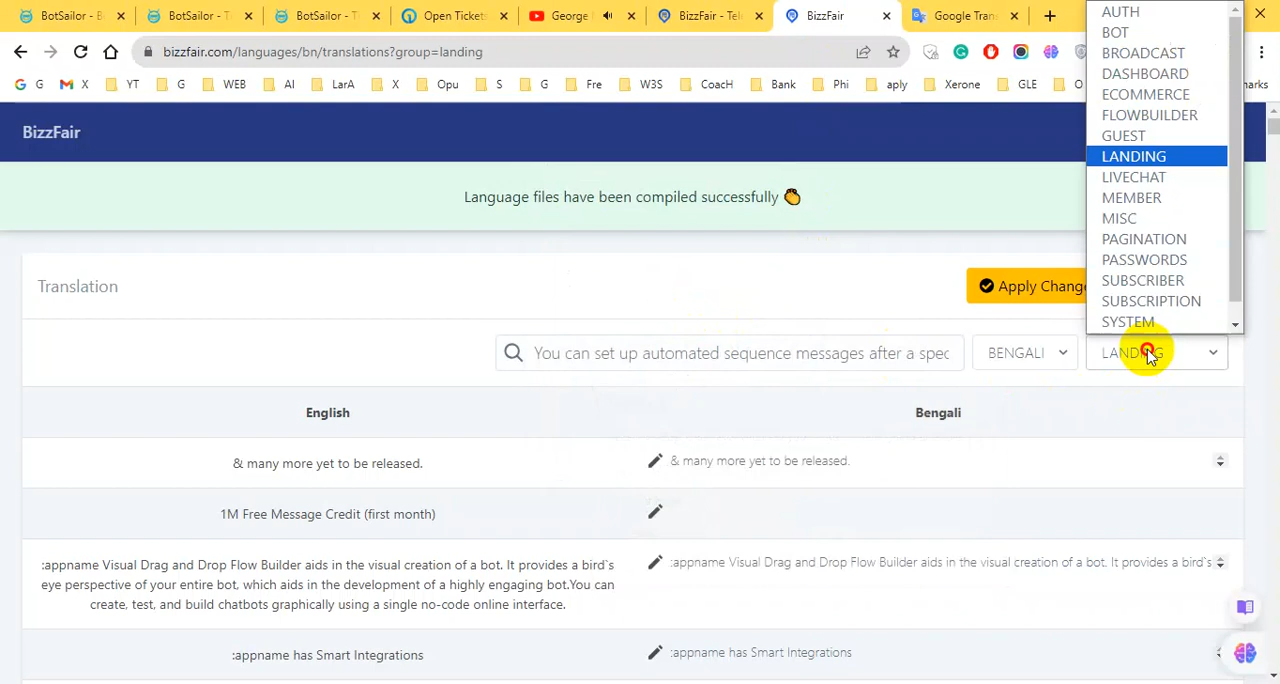 BotSailor - B
BotSailor - T
BotSailor - T
Open Tickets
George
BizzFair - Tel
BizzFair
Google Tran
bizzfair.com/languages/bn/translations?group=landing
G
X
YT
G
WEB
AI
LarA
X
Opu
S
G
Fre
W3S
CoacH
Bank
Phi
aply
Xerone
GLE
O
arks
BizzFair
Language files have been compiled successfully 👏
Translation
Apply Change
AUTH
BOT
BROADCAST
DASHBOARD
ECOMMERCE
FLOWBUILDER
GUEST
LANDING
LIVECHAT
MEMBER
MISC
PAGINATION
PASSWORDS
SUBSCRIBER
SUBSCRIPTION
SYSTEM
You can set up automated sequence messages after a spec
BENGALI
LANDING
English
Bengali
& many more yet to be released.
& many more yet to be released.
1M Free Message Credit (first month)
:appname Visual Drag and Drop Flow Builder aids in the visual creation of a bot. It provides a bird`s
eye perspective of your entire bot, which aids in the development of a highly engaging bot.You can
create, test, and build chatbots graphically using a single no-code online interface.
:appname Visual Drag and Drop Flow Builder aids in the visual creation of a bot. It provides a bird`s
:appname has Smart Integrations
:appname has Smart Integrations